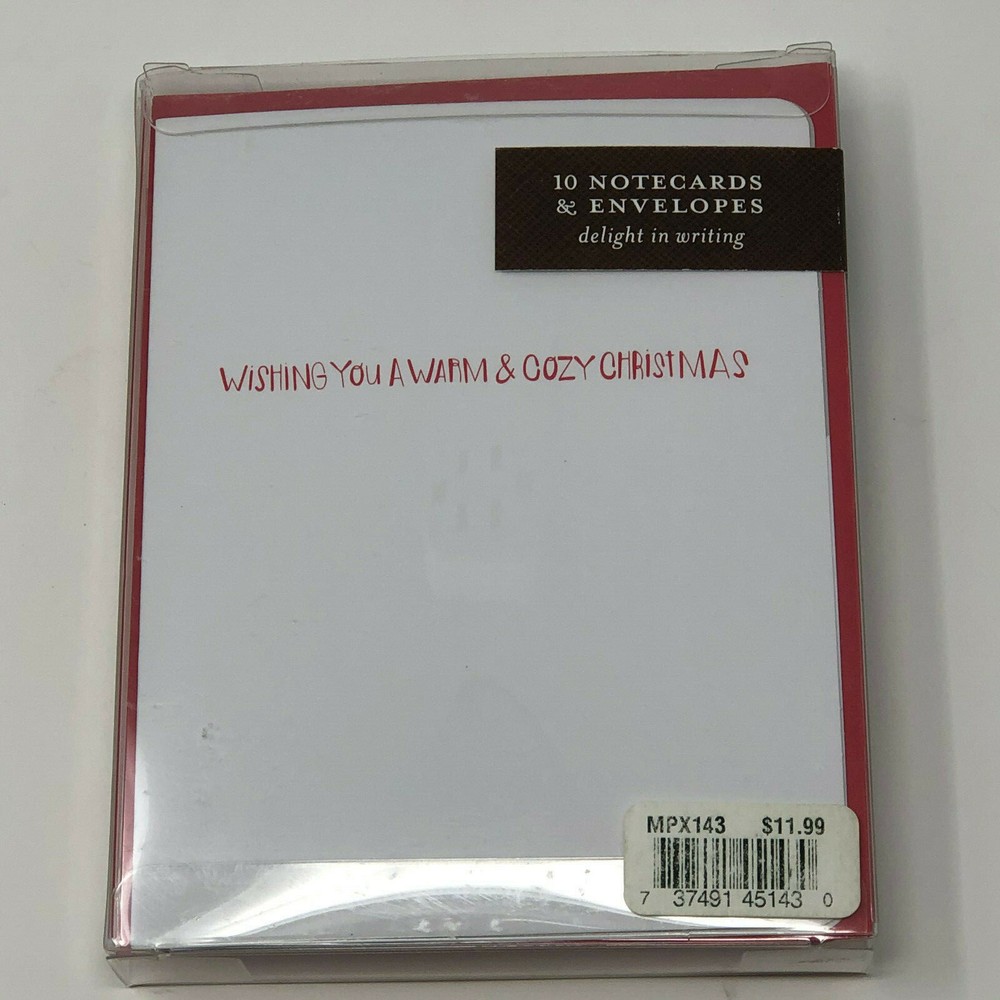 10 NOTECARDS
& ENVELOPES
delight in writing
WISHING YOU A WARM & COZY CHRISTMAS
MPX143 $11.99
7 37491 45143 0